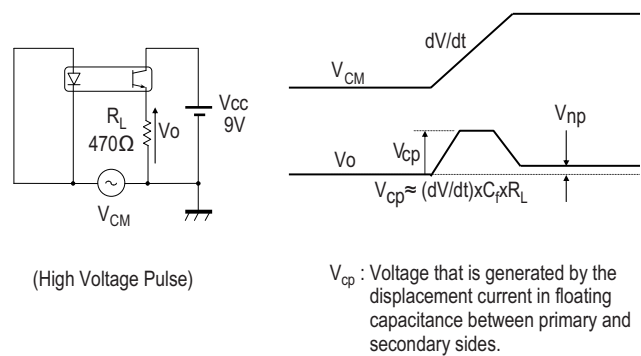 dV/dt
V_CM
Vcc
9V
R_L
470Ω
Vo
V_CM
V_np
V_cp
Vo
V_cp ≈ (dV/dt)xC_fxR_L
(High Voltage Pulse)
V_cp : Voltage that is generated by the
displacement current in floating
capacitance between primary and
secondary sides.